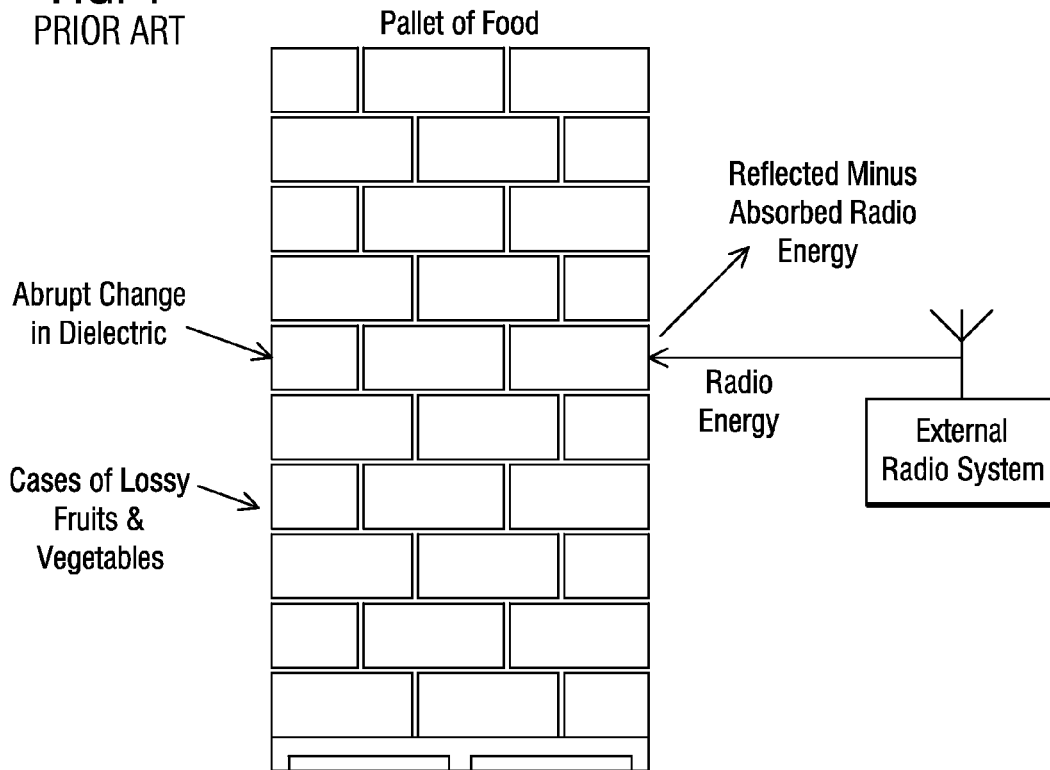 PRIOR ART
Pallet of Food
Reflected Minus
Absorbed Radio
Energy
Abrupt Change
in Dielectric
Radio
Energy
External
Radio System
Cases of Lossy
Fruits &
Vegetables